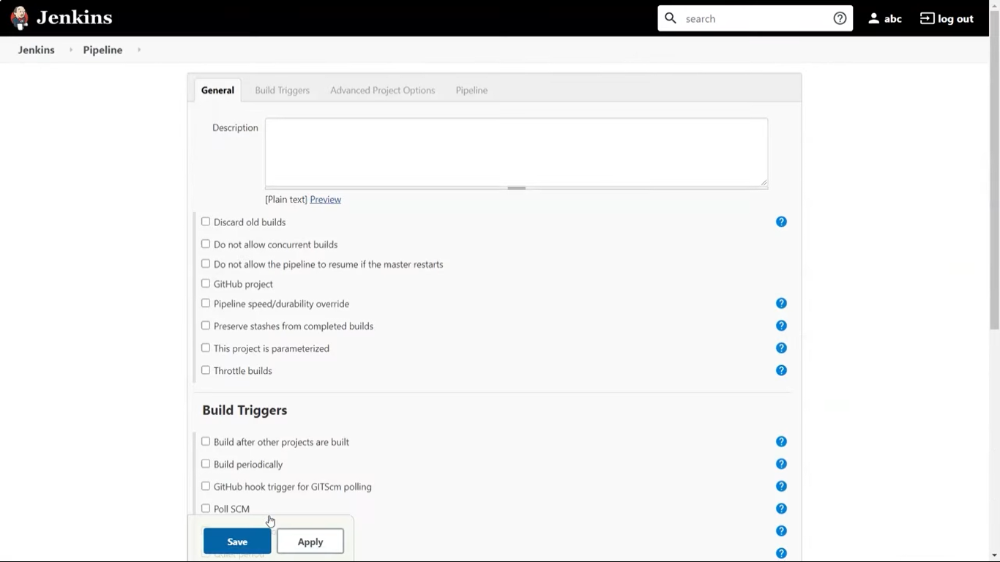 Jenkins
search
abc
log out
Jenkins
Pipeline
General
Build Triggers
Advanced Project Options
Pipeline
Description
[Plain text] Preview
Discard old builds
Do not allow concurrent builds
Do not allow the pipeline to resume if the master restarts
GitHub project
Pipeline speed/durability override
Preserve stashes from completed builds
This project is parameterized
Throttle builds
Build Triggers
Build after other projects are built
Build periodically
GitHub hook trigger for GITScm polling
Poll SCM
Save
Apply
Quiet period